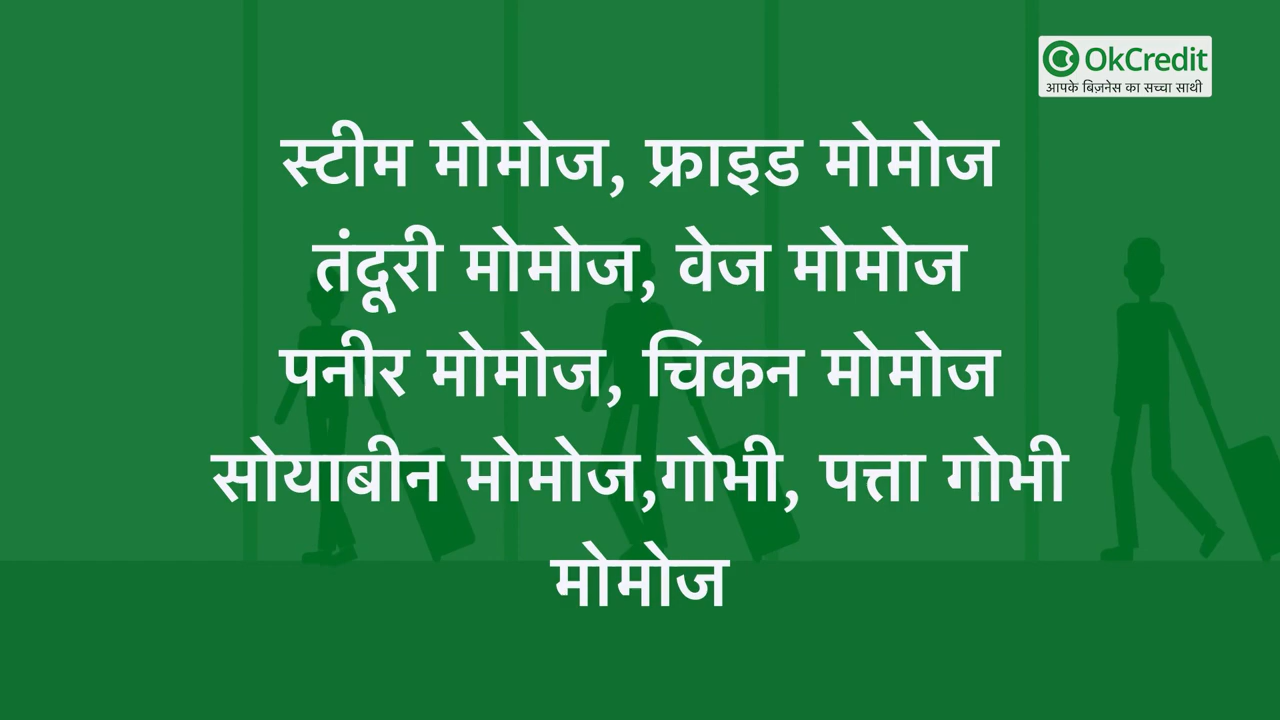 OkCredit
आपके बिज़नेस का सच्चा साथी
स्टीम मोमोज, फ्राइड मोमोज
तंदूरी मोमोज, वेज मोमोज
पनीर मोमोज, चिकन मोमोज
सोयाबीन मोमोज,गोभी, पत्ता गोभी
मोमोज